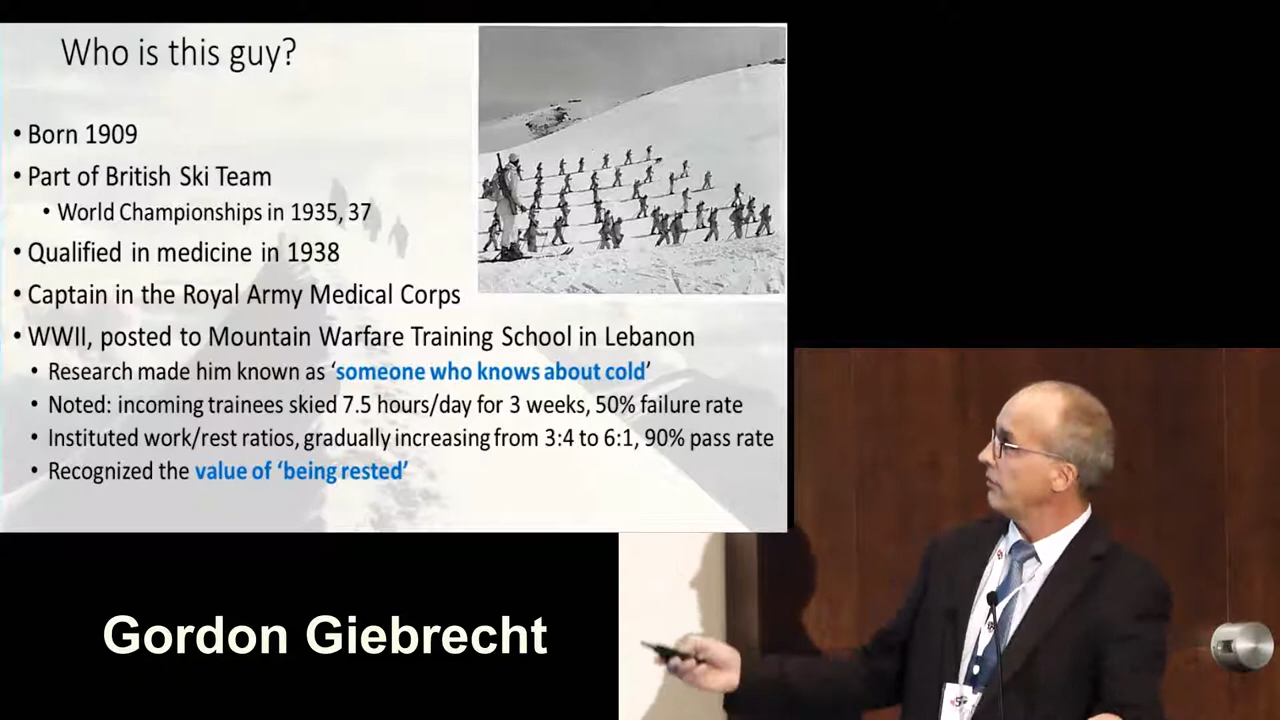 Who is this guy?
• Born 1909
• Part of British Ski Team
• World Championships in 1935, 37
• Qualified in medicine in 1938
• Captain in the Royal Army Medical Corps
• WWII, posted to Mountain Warfare Training School in Lebanon
• Research made him known as ‘someone who knows about cold’
• Noted: incoming trainees skied 7.5 hours/day for 3 weeks, 50% failure rate
• Instituted work/rest ratios, gradually increasing from 3:4 to 6:1, 90% pass rate
• Recognized the value of ‘being rested’
Gordon Giebrecht